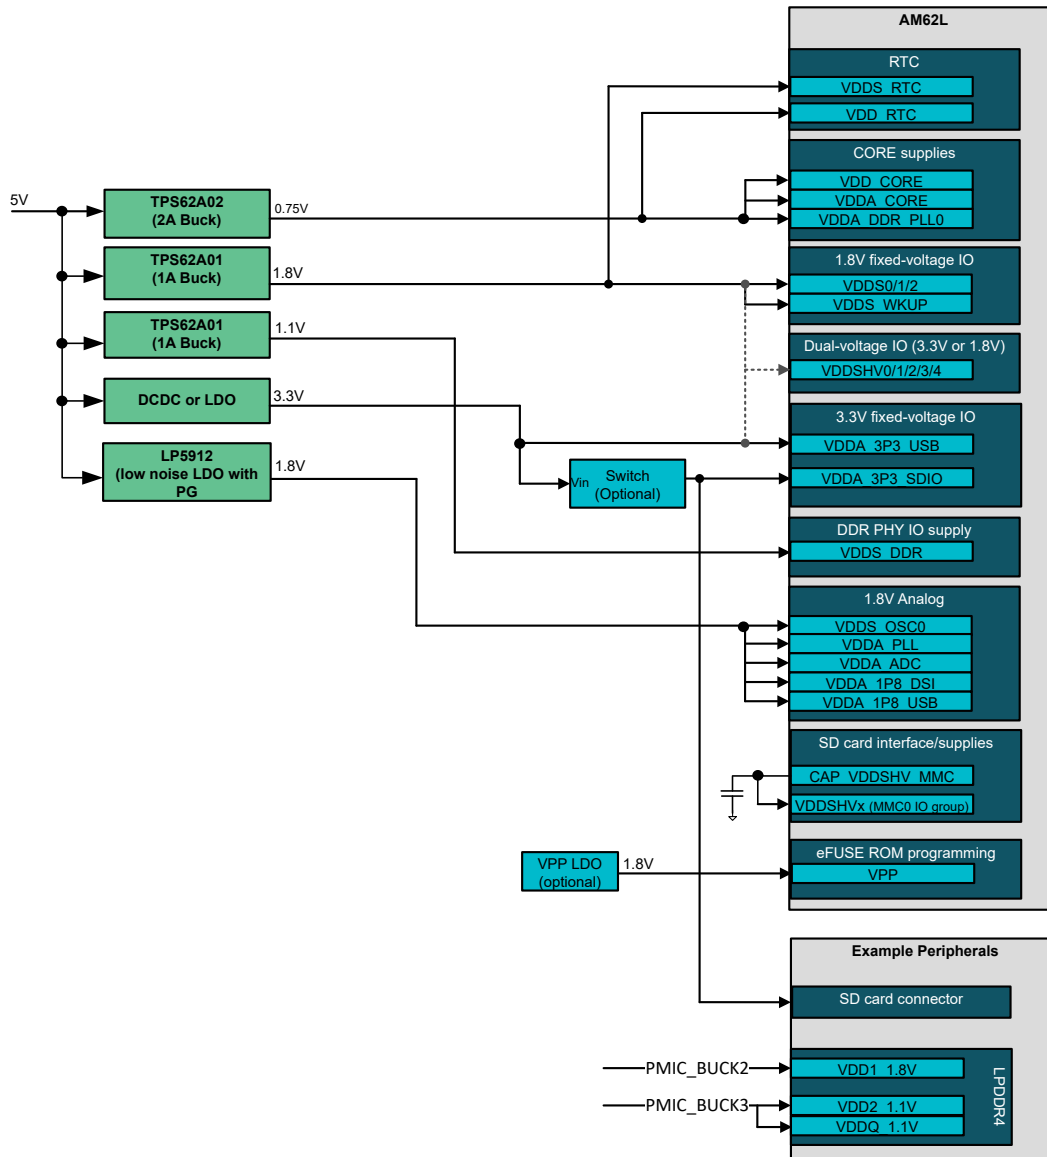 AM62L
RTC
VDDS_RTC
VDD_RTC
CORE supplies
VDD_CORE
VDDA_CORE
VDDA_DDR_PLL0
5V
TPS62A02
(2A Buck)
0.75V
TPS62A01
(1A Buck)
1.8V
1.8V fixed-voltage IO
VDDS0/1/2
VDDS_WKUP
TPS62A01
(1A Buck)
1.1V
Dual-voltage IO (3.3V or 1.8V)
VDDSHV0/1/2/3/4
DCDC or LDO
3.3V
3.3V fixed-voltage IO
VDDA_3P3_USB
VDDA_3P3_SDIO
LP5912
(low noise LDO with
PG
1.8V
Vin
Switch
(Optional)
DDR PHY IO supply
VDDS_DDR
1.8V Analog
VDDS_OSC0
VDDA_PLL
VDDA_ADC
VDDA_1P8_DSI
VDDA_1P8_USB
SD card interface/supplies
CAP_VDDSHV_MMC
VDDSHVx (MMC0 IO group)
VPP LDO
(optional)
1.8V
eFUSE ROM programming
VPP
Example Peripherals
SD card connector
PMIC_BUCK2
VDD1_1.8V
PMIC_BUCK3
VDD2_1.1V
VDDQ_1.1V
LPDDR4